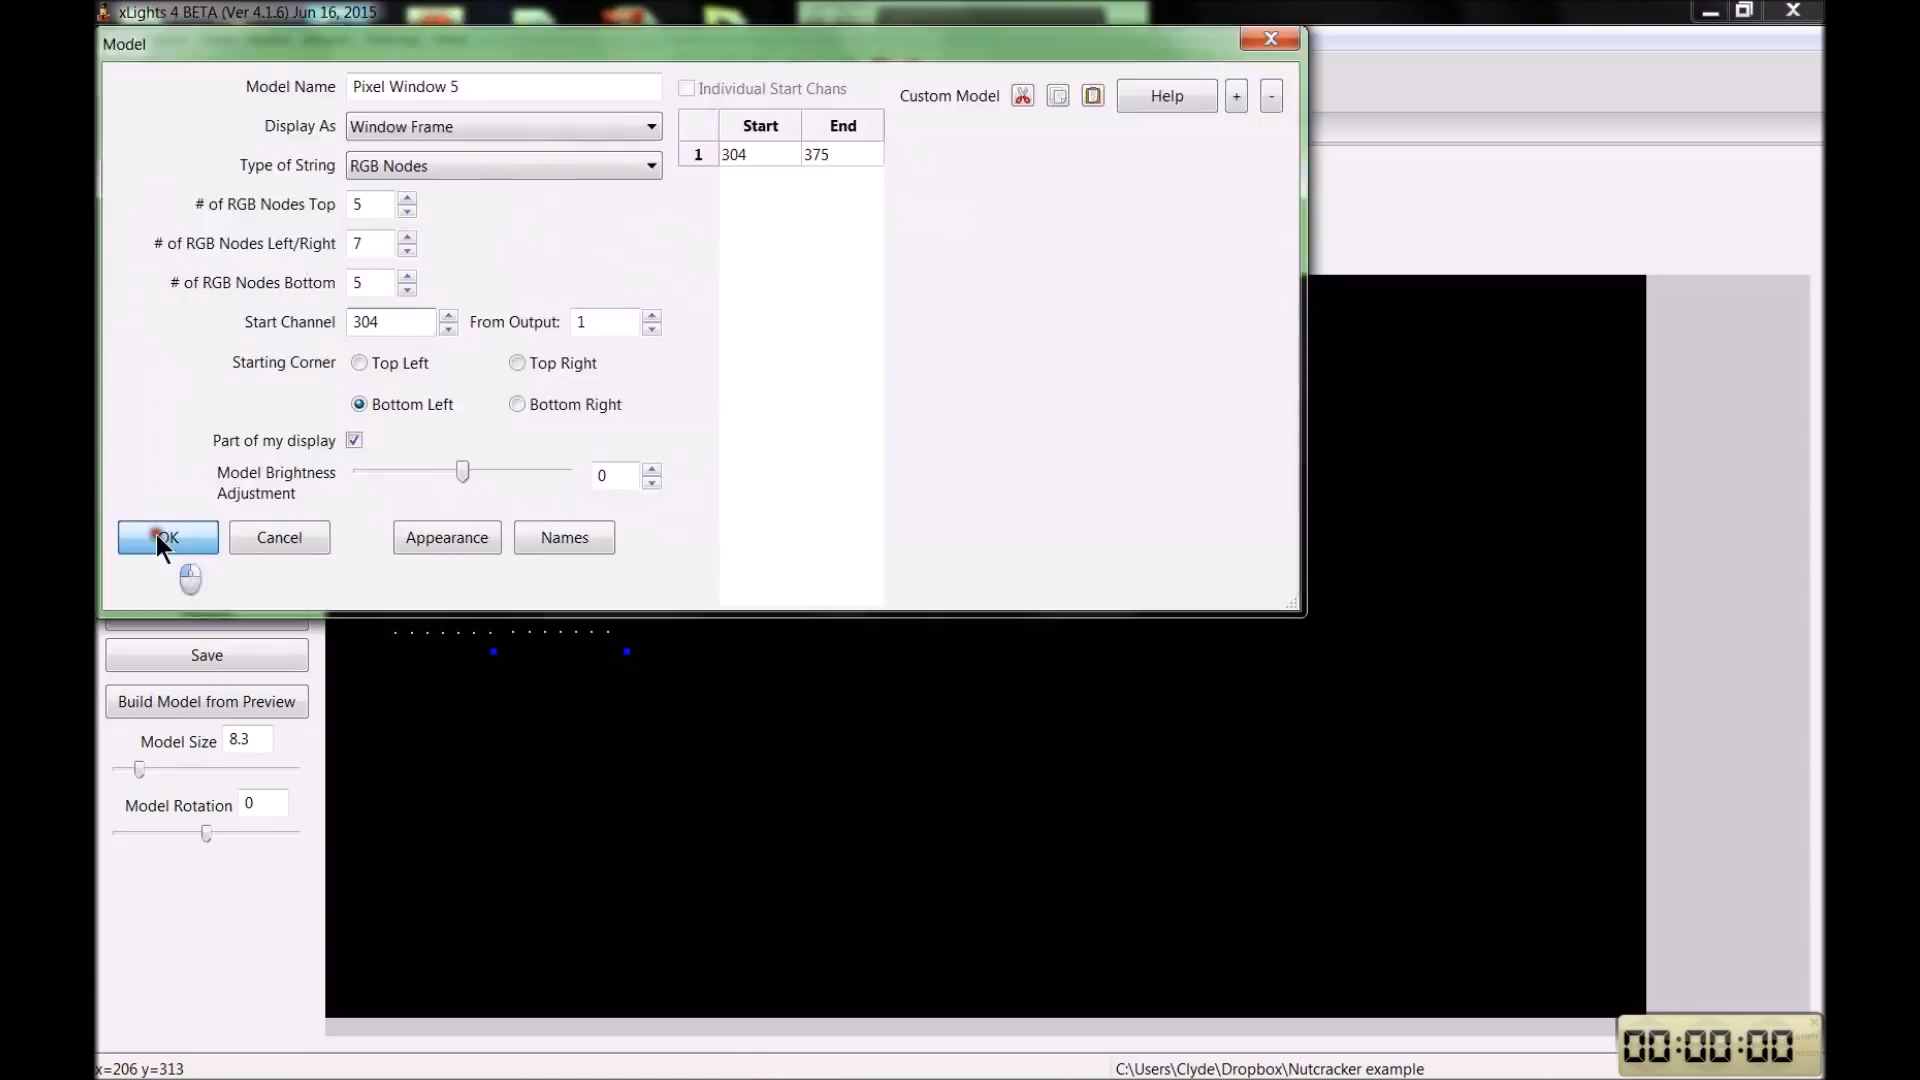 xLights 4 BETA (Ver 4.1.6) Jun 16, 2015
Model
Model Name Pixel Window 5
Display As Window Frame
Type of String RGB Nodes
# of RGB Nodes Top 5
# of RGB Nodes Left/Right 7
# of RGB Nodes Bottom 5
Start Channel 304 From Output: 1
Starting Corner Top Left Top Right
Bottom Left Bottom Right
Part of my display
Model Brightness Adjustment 0
OK Cancel Appearance Names
Individual Start Chans
Start End
1 304 375
Custom Model Help + -
Save
Build Model from Preview
Model Size 8.3
Model Rotation 0
x=206 y=313
C:\Users\Clyde\Dropbox\Nutcracker example
00:00:00